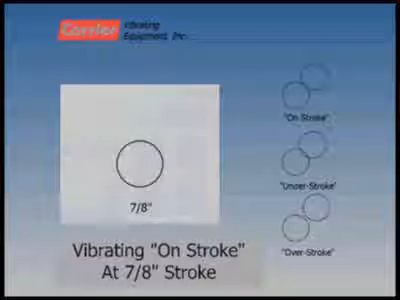 Carrier
Vibrating
Equipment, Inc.
"On Stroke"
"Under-Stroke"
"Over-Stroke"
7/8"
Vibrating "On Stroke"
At 7/8" Stroke